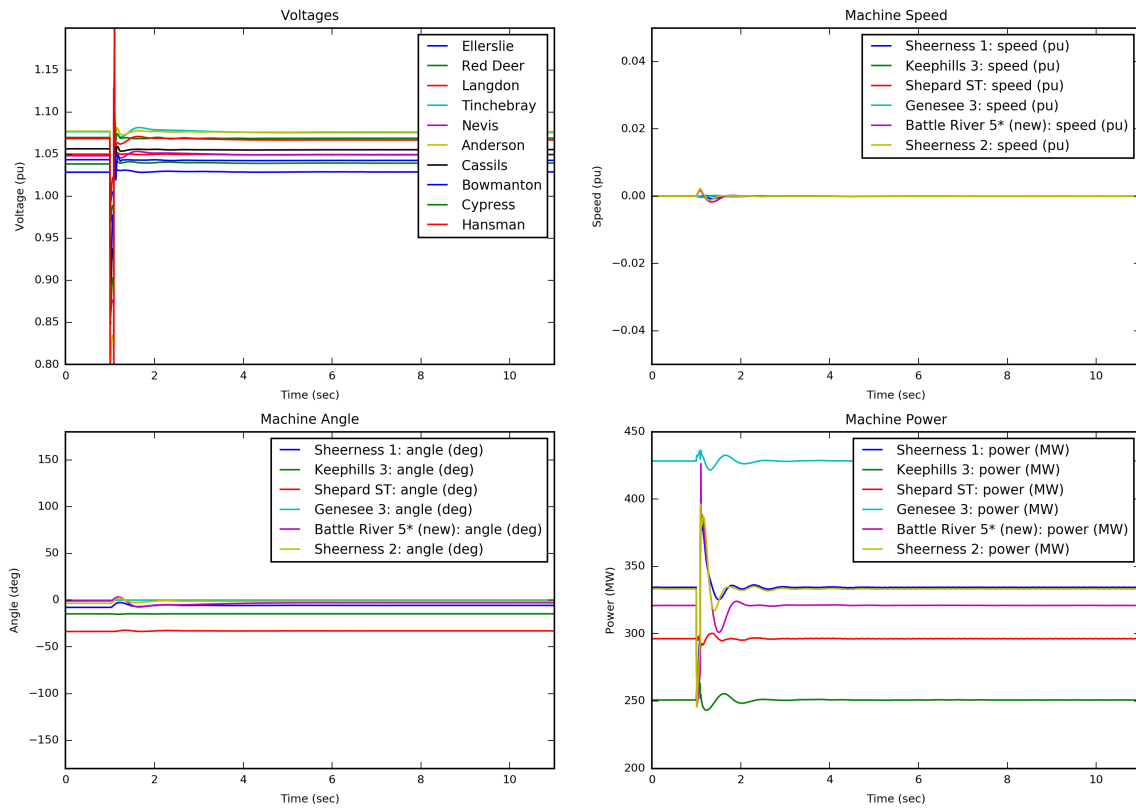 Voltages
1.15
1.10
1.05
1.00
0.95
0.90
0.85
0.80
Voltage (pu)
0 2 4 6 8 10
Time (sec)
Ellerslie
Red Deer
Langdon
Tinchebray
Nevis
Anderson
Cassils
Bowmanton
Cypress
Hansman
Machine Speed
0.04
0.02
0.00
−0.02
−0.04
Speed (pu)
0 2 4 6 8 10
Time (sec)
Sheerness 1: speed (pu)
Keephills 3: speed (pu)
Shepard ST: speed (pu)
Genesee 3: speed (pu)
Battle River 5* (new): speed (pu)
Sheerness 2: speed (pu)
Machine Angle
150
100
50
0
−50
−100
−150
Angle (deg)
0 2 4 6 8 10
Time (sec)
Sheerness 1: angle (deg)
Keephills 3: angle (deg)
Shepard ST: angle (deg)
Genesee 3: angle (deg)
Battle River 5* (new): angle (deg)
Sheerness 2: angle (deg)
Machine Power
450
400
350
300
250
200
Power (MW)
0 2 4 6 8 10
Time (sec)
Sheerness 1: power (MW)
Keephills 3: power (MW)
Shepard ST: power (MW)
Genesee 3: power (MW)
Battle River 5* (new): power (MW)
Sheerness 2: power (MW)